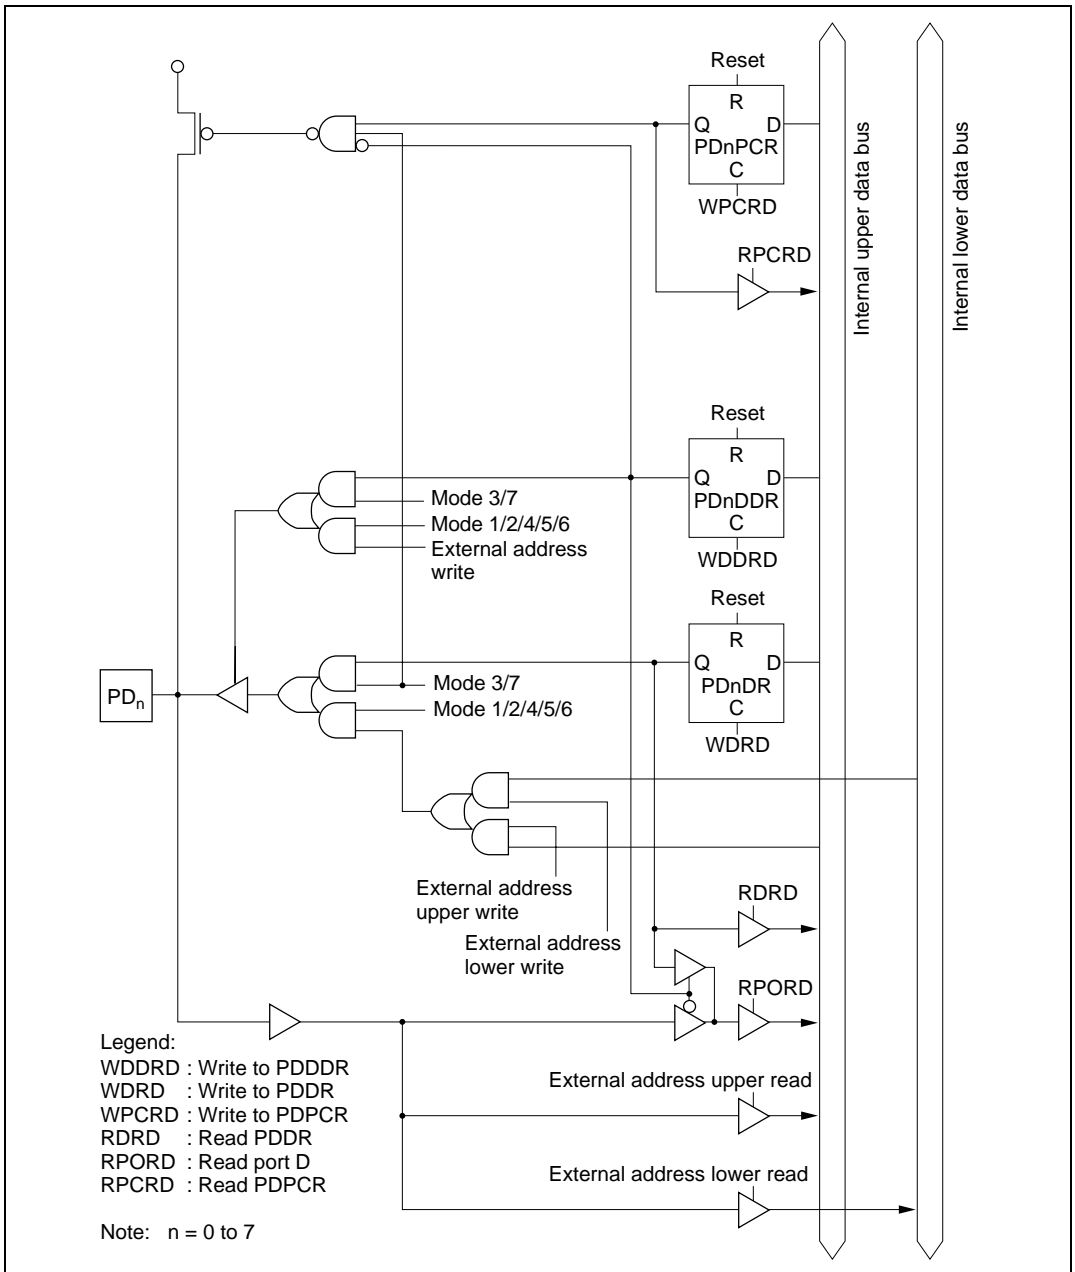 Reset
R
Q D
PDnPCR
C
WPCRD
RPCRD
Internal upper data bus
Internal lower data bus
Reset
R
Q D
PDnDDR
C
WDDRD
Mode 3/7
Mode 1/2/4/5/6
External address
write
Reset
R
Q D
PDnDR
C
WDRD
PDn
Mode 3/7
Mode 1/2/4/5/6
External address
upper write
External address
lower write
RDRD
RPORD
External address upper read
External address lower read
Legend:
WDDRD : Write to PDDDR
WDRD : Write to PDDR
WPCRD : Write to PDPCR
RDRD : Read PDDR
RPORD : Read port D
RPCRD : Read PDPCR
Note: n = 0 to 7